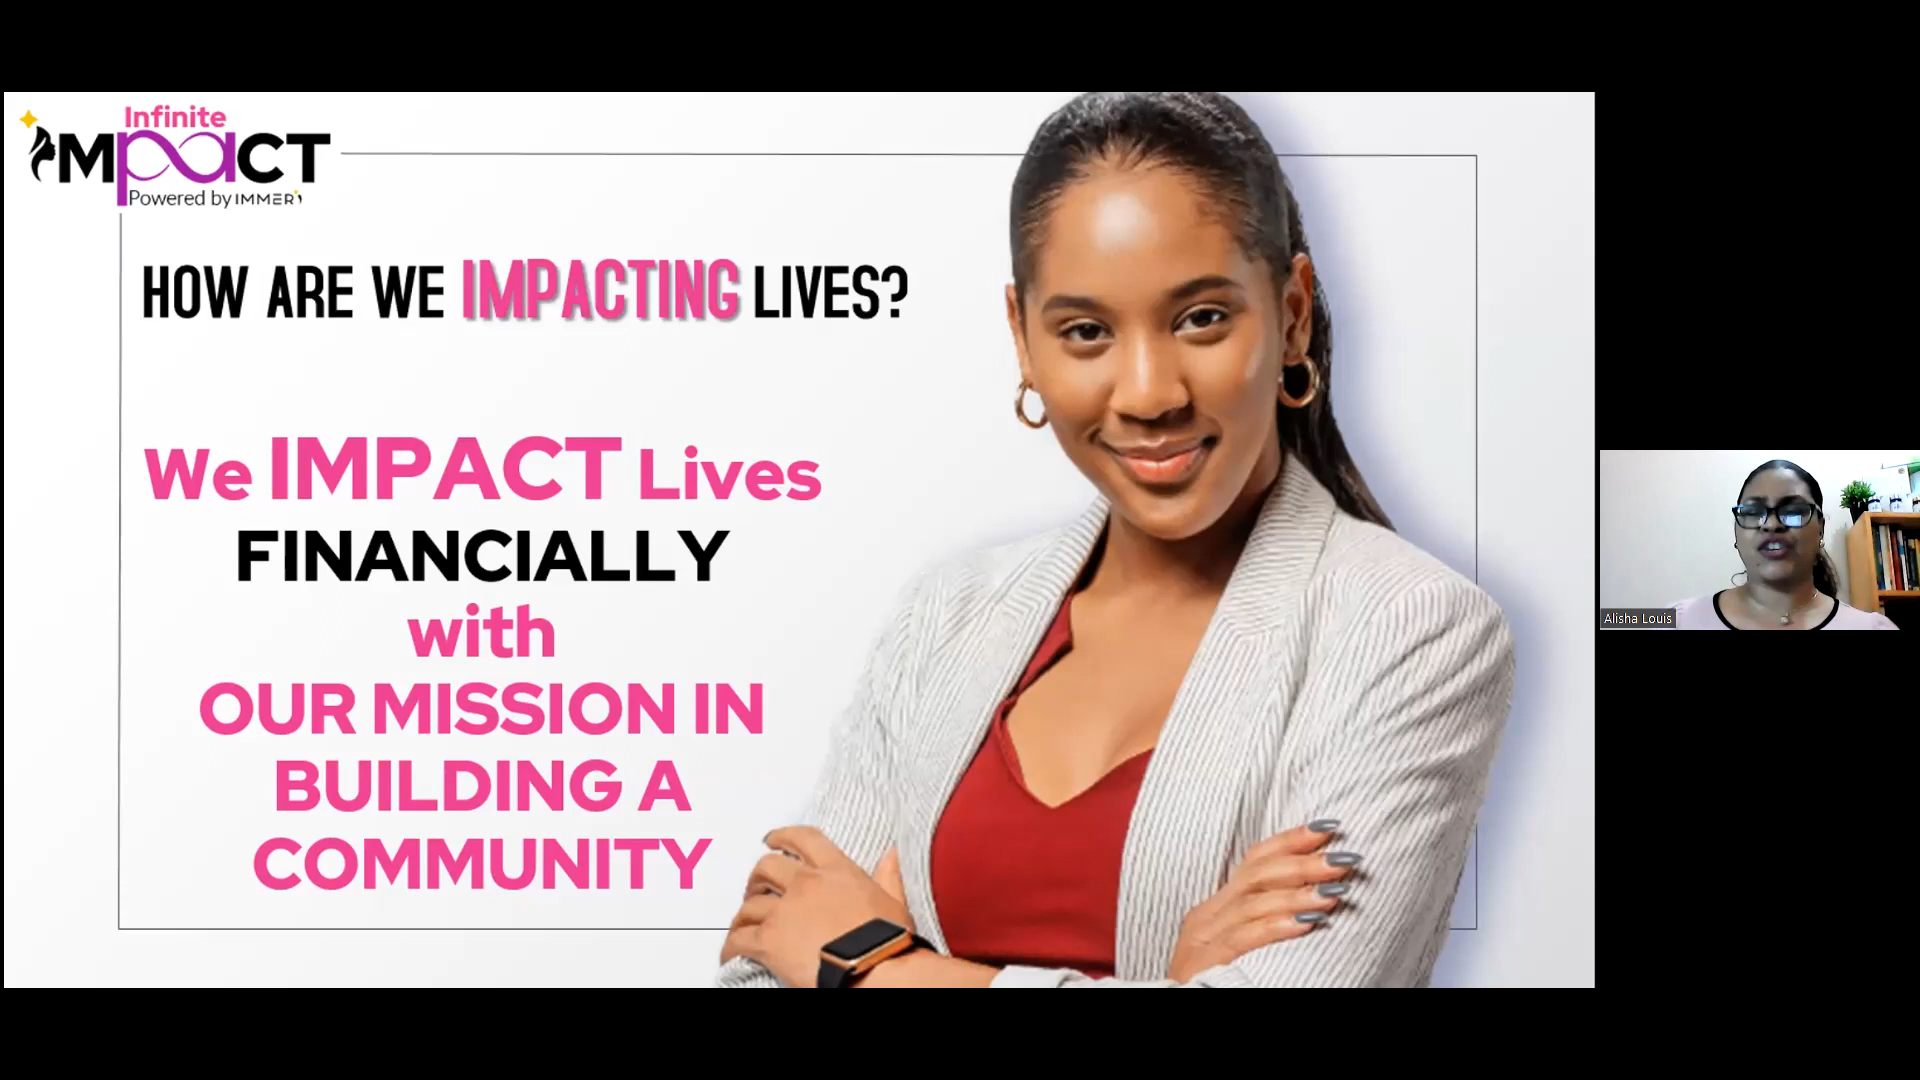 Infinite
IMPACT
Powered by IMMERI
HOW ARE WE IMPACTING LIVES?
We IMPACT Lives
FINANCIALLY
with
OUR MISSION IN
BUILDING A
COMMUNITY
Alisha Louis